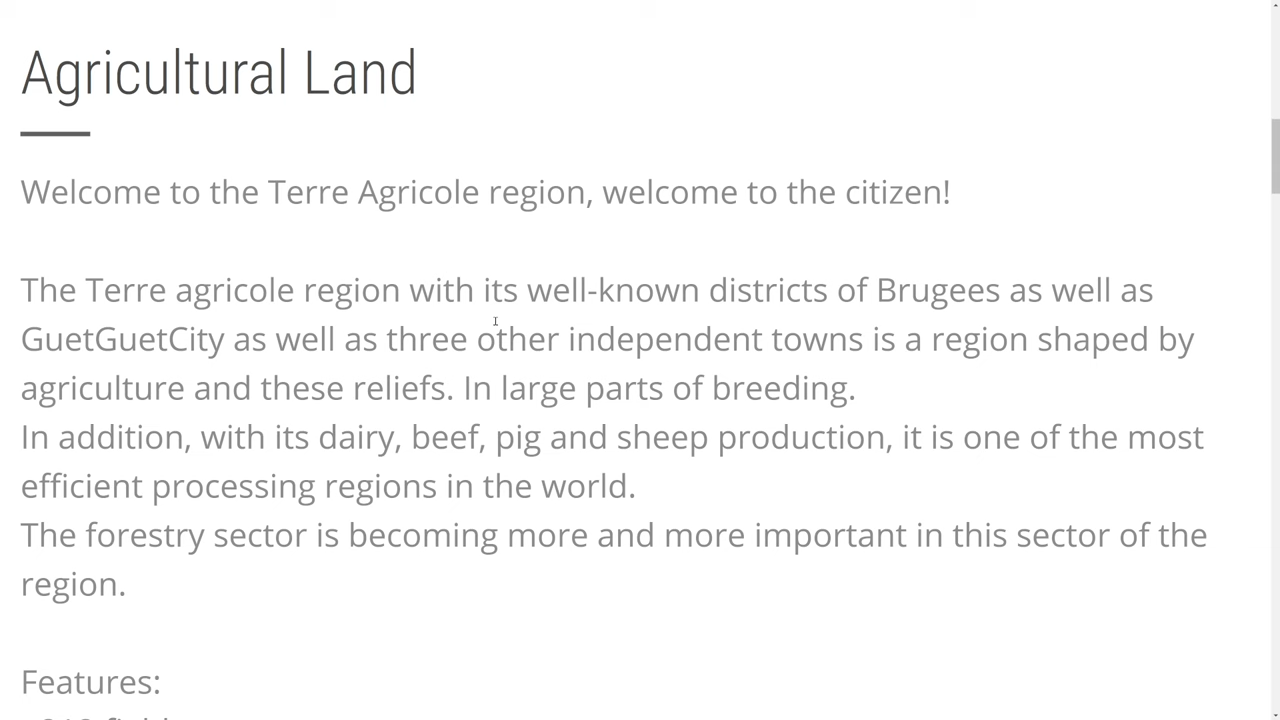 Agricultural Land
Welcome to the Terre Agricole region, welcome to the citizen!
The Terre agricole region with its well-known districts of Brugees as well as
GuetGuetCity as well as three other independent towns is a region shaped by
agriculture and these reliefs. In large parts of breeding.
In addition, with its dairy, beef, pig and sheep production, it is one of the most
efficient processing regions in the world.
The forestry sector is becoming more and more important in this sector of the
region.
Features: